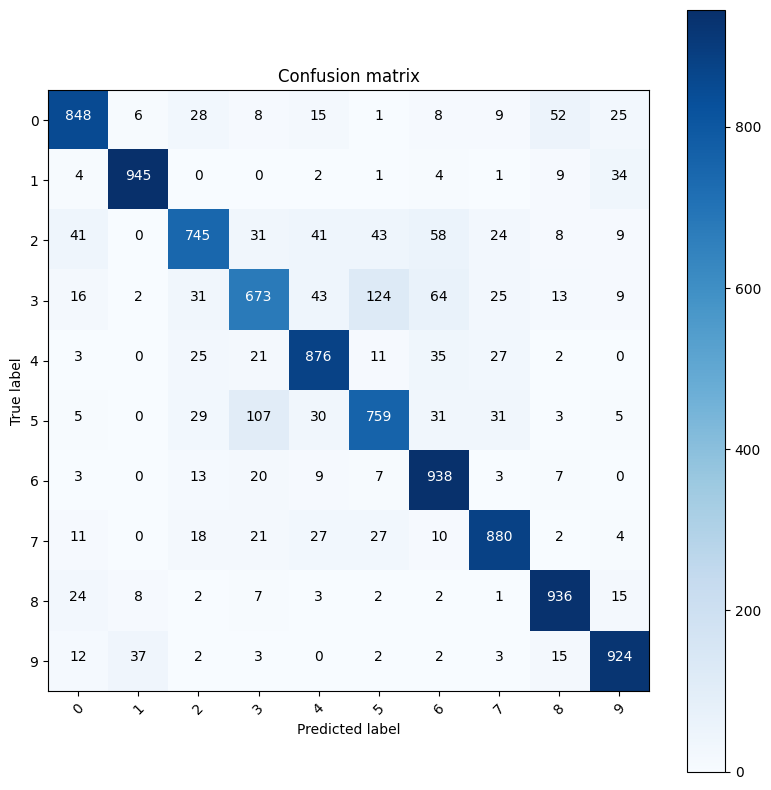 Confusion matrix
0 848 6 28 8 15 1 8 9 52 25
1 4 945 0 0 2 1 4 1 9 34
2 41 0 745 31 41 43 58 24 8 9
3 16 2 31 673 43 124 64 25 13 9
4 3 0 25 21 876 11 35 27 2 0
5 5 0 29 107 30 759 31 31 3 5
6 3 0 13 20 9 7 938 3 7 0
7 11 0 18 21 27 27 10 880 2 4
8 24 8 2 7 3 2 2 1 936 15
9 12 37 2 3 0 2 2 3 15 924
0 1 2 3 4 5 6 7 8 9
True label
Predicted label
800
600
400
200
0